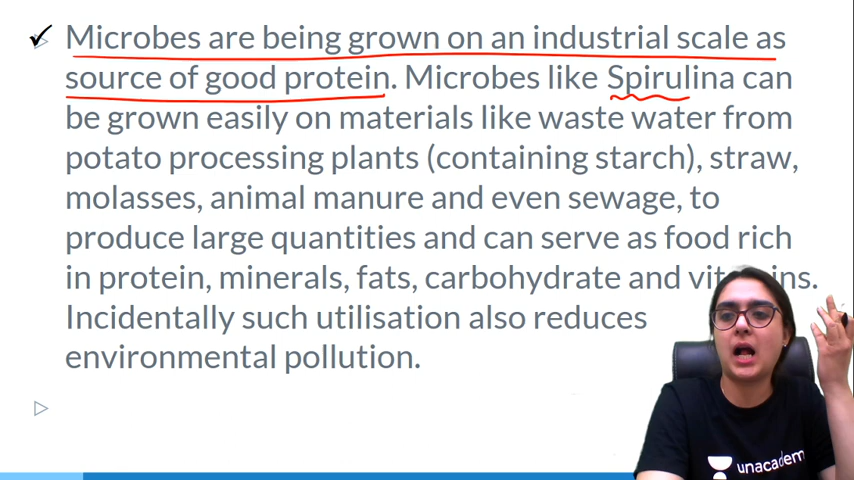 Microbes are being grown on an industrial scale as
source of good protein. Microbes like Spirulina can
be grown easily on materials like waste water from
potato processing plants (containing starch), straw,
molasses, animal manure and even sewage, to
produce large quantities and can serve as food rich
in protein, minerals, fats, carbohydrate and vitamins.
Incidentally such utilisation also reduces
environmental pollution.
unacadem